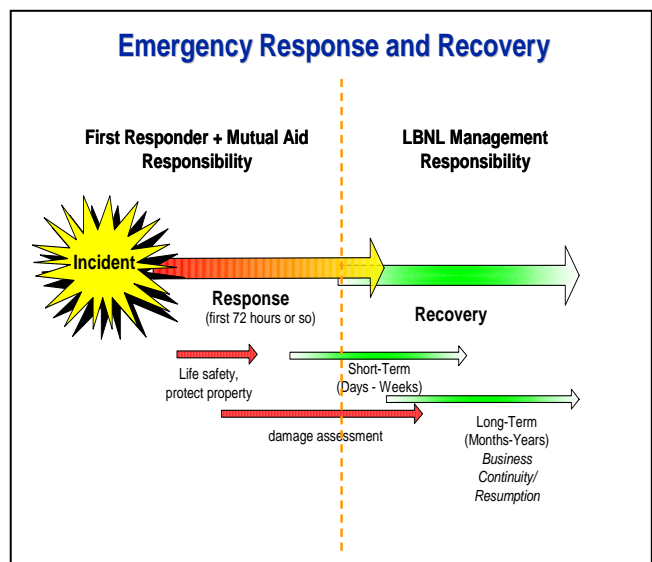 Emergency Response and Recovery
First Responder + Mutual Aid
Responsibility
LBNL Management
Responsibility
Incident
Response
(first 72 hours or so)
Recovery
Life safety,
protect property
Short-Term
(Days - Weeks)
damage assessment
Long-Term
(Months-Years)
Business
Continuity/
Resumption